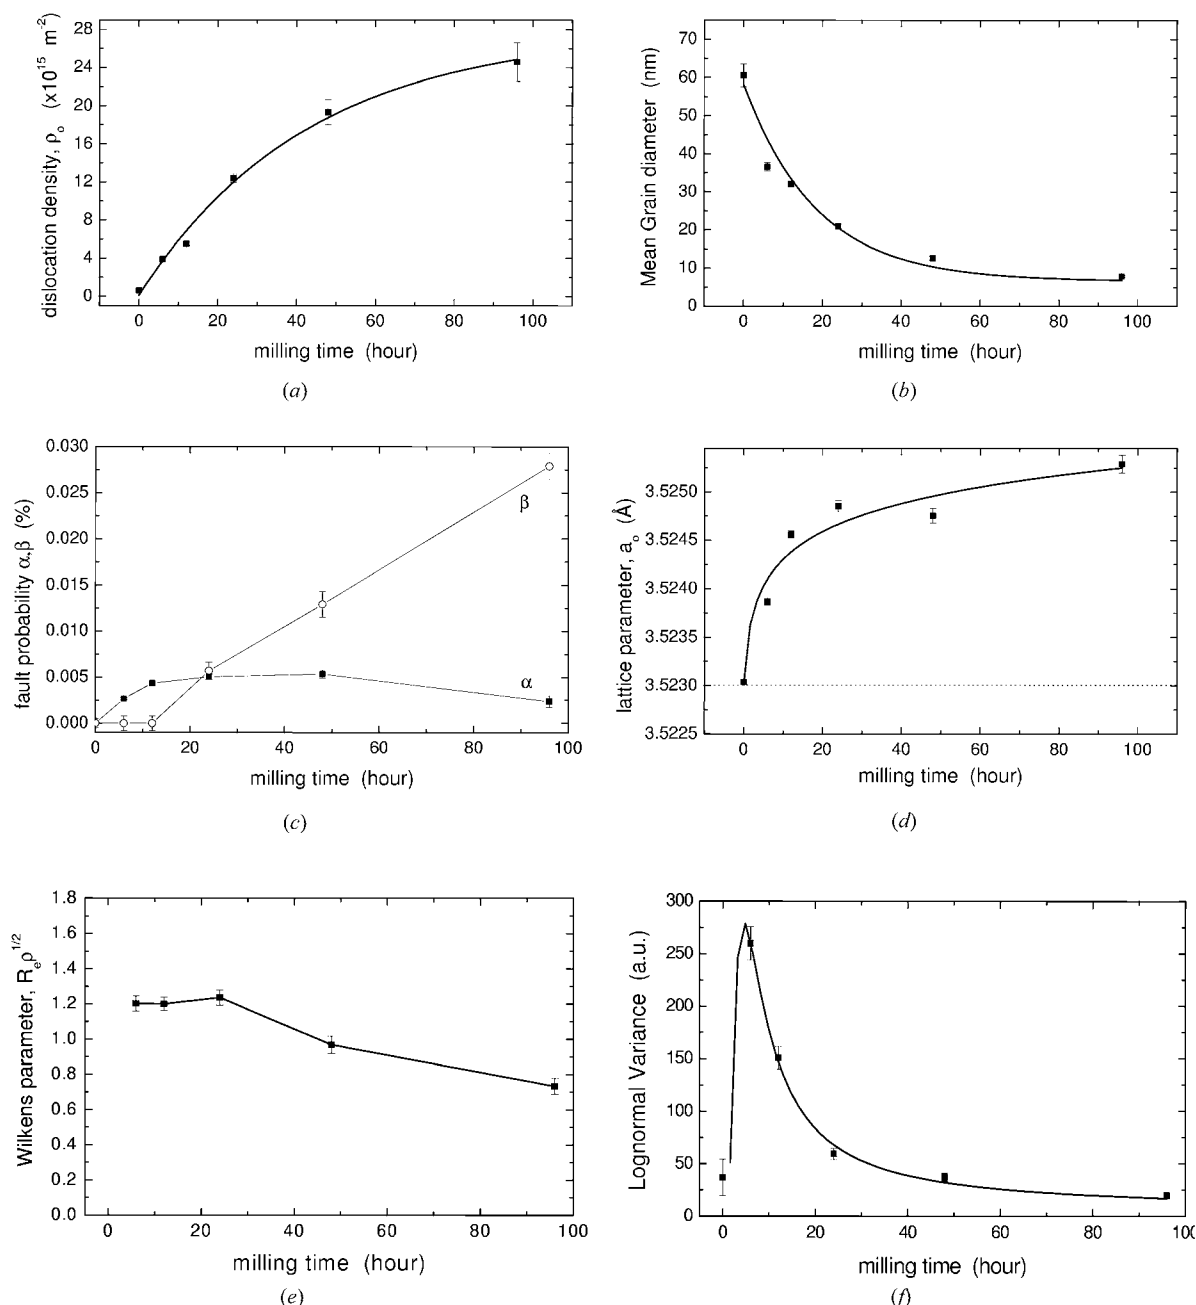 dislocation density, ρo (x10^15 m^-2)
28
24
20
16
12
8
4
0
0 20 40 60 80 100
milling time (hour)
(a)
Mean Grain diameter (nm)
70
60
50
40
30
20
10
0
0 20 40 60 80 100
milling time (hour)
(b)
fault probability α,β (%)
0.030
0.025
0.020
0.015
0.010
0.005
0.000
β
α
0 20 40 60 80 100
milling time (hour)
(c)
lattice parameter, ao (Å)
3.5250
3.5245
3.5240
3.5235
3.5230
3.5225
0 20 40 60 80 100
milling time (hour)
(d)
Wilkens parameter, Reρ^1/2
1.8
1.6
1.4
1.2
1.0
0.8
0.6
0.4
0.2
0.0
0 20 40 60 80 100
milling time (hour)
(e)
Lognormal Variance (a.u.)
300
250
200
150
100
50
0
0 20 40 60 80 100
milling time (hour)
(f)